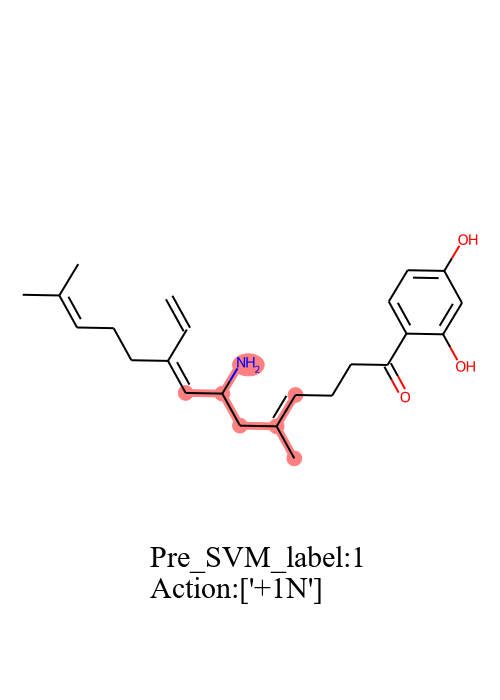 OH
NH2
OH
O
Pre_SVM_label:1
Action:['+1N']